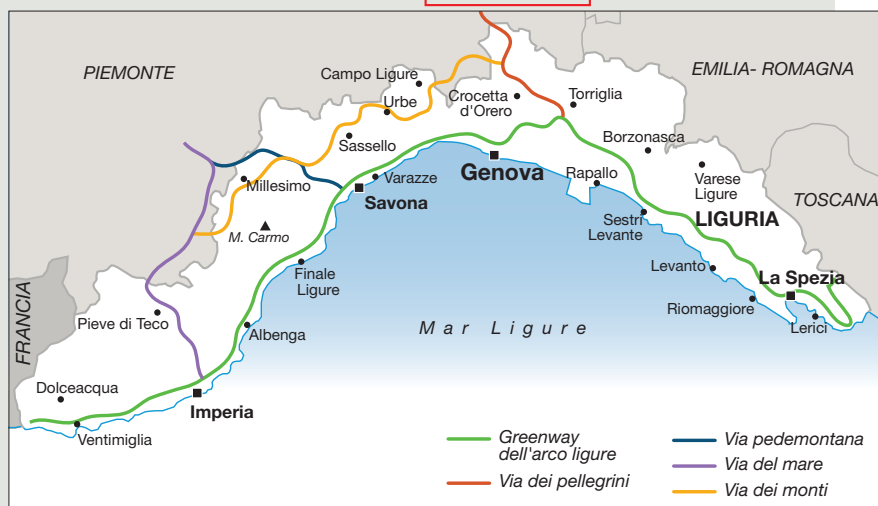 PIEMONTE
EMILIA- ROMAGNA
Campo Ligure
Urbe
Crocetta
d'Orero
Torriglia
Sassello
Borzonasca
Genova
Millesimo
Varazze
Rapallo
Varese
Ligure
TOSCANA
Savona
LIGURIA
M. Carmo
Sestri
Levante
Finale
Ligure
Levanto
La Spezia
FRANCIA
Pieve di Teco
Albenga
Mar Ligure
Riomaggiore
Lerici
Dolceacqua
Imperia
Ventimiglia
Greenway
dell'arco ligure
Via dei pellegrini
Via pedemontana
Via del mare
Via dei monti